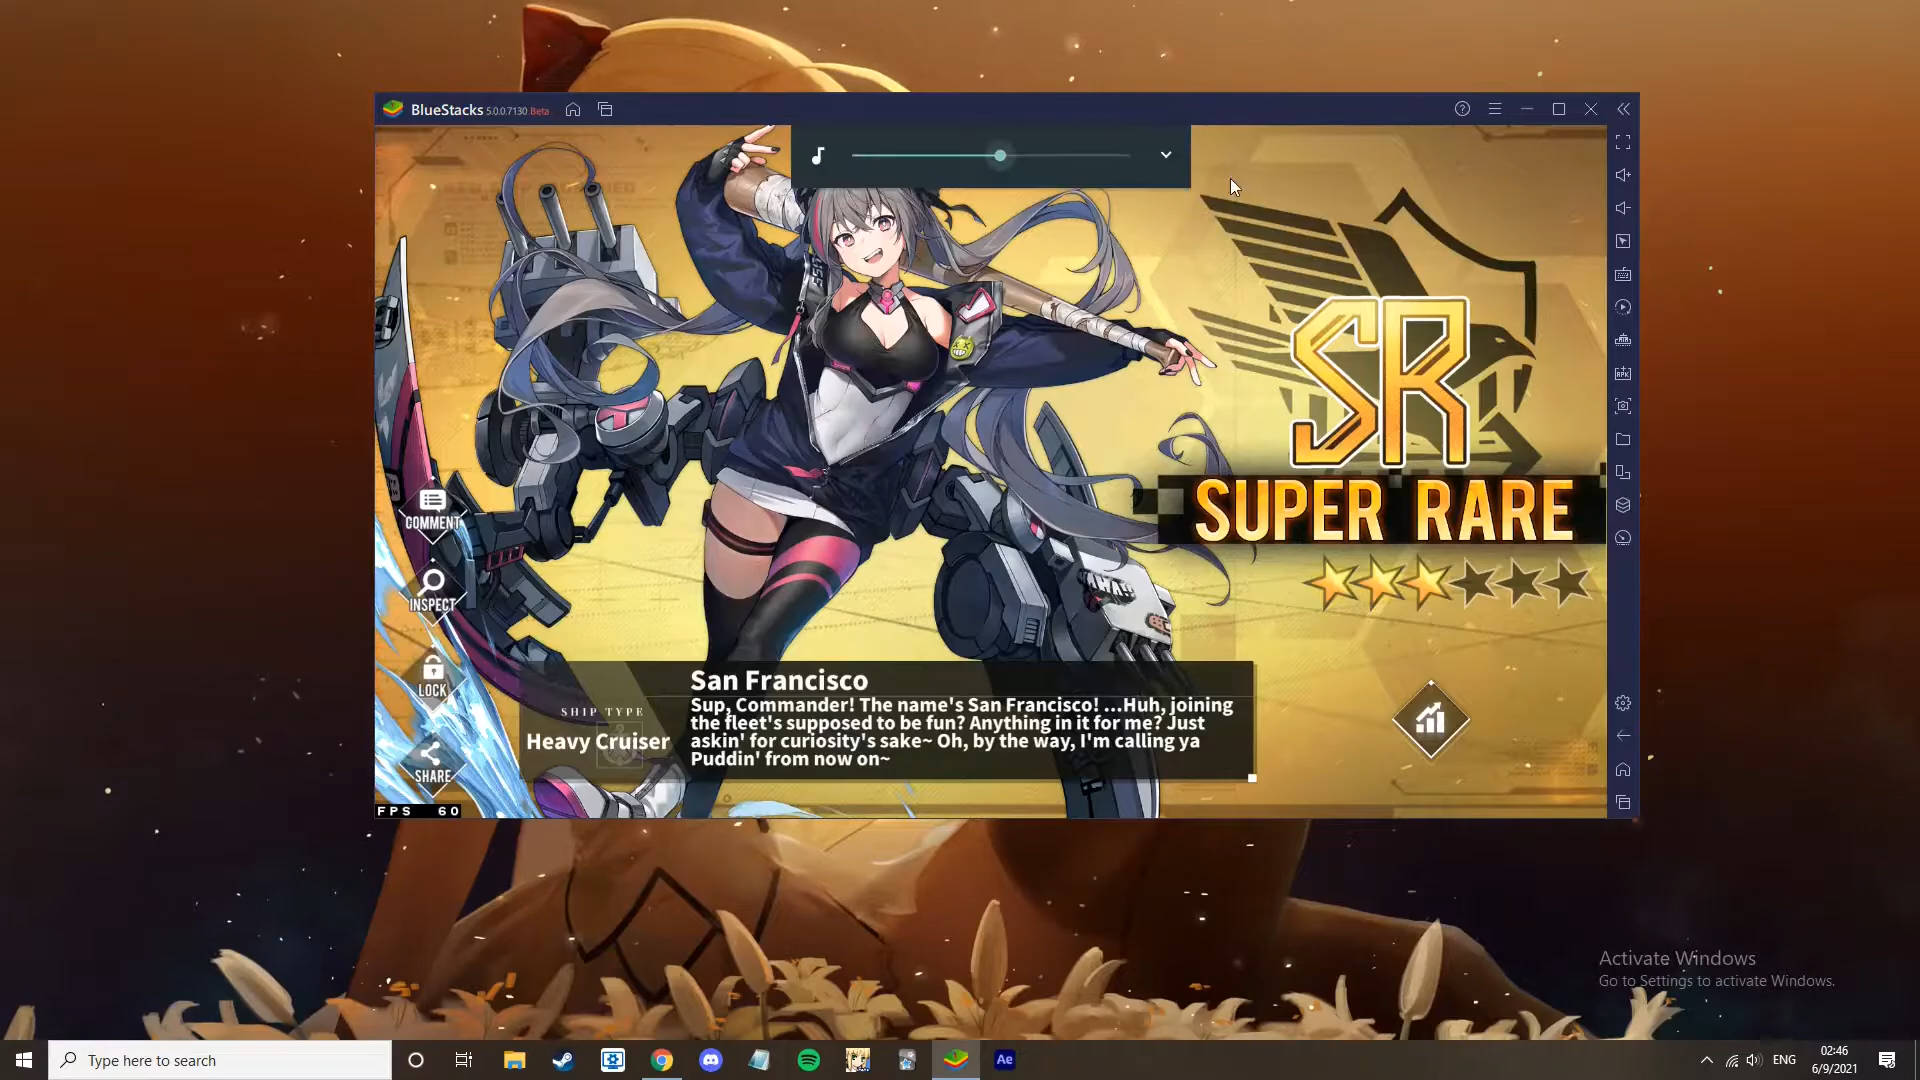 BlueStacks 5.0.0.7130 Beta
SR
SUPER RARE
COMMENT
INSPECT
LOCK
SHARE
SHIP TYPE
Heavy Cruiser
San Francisco
Sup, Commander! The name's San Francisco! ...Huh, joining
the fleet's supposed to be fun? Anything in it for me? Just
askin' for curiosity's sake~ Oh, by the way, I'm calling ya
Puddin' from now on~
FPS 60
Activate Windows
Go to Settings to activate Windows.
Type here to search
Ae
ENG
02:46
6/9/2021